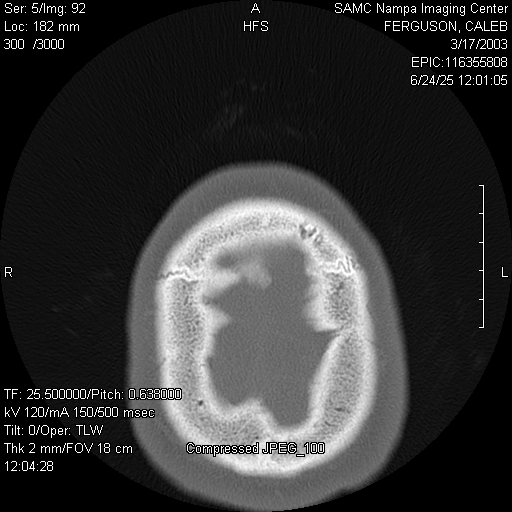 Ser: 5/Img: 92
Loc: 182 mm
300 /3000
A
HFS
SAMC Nampa Imaging Center
FERGUSON, CALEB
3/17/2003
EPIC:116355808
6/24/25 12:01:05
R
L
TF: 25.500000/Pitch: 0.638000
kV 120/mA 150/500 msec
Tilt: 0/Oper: TLW
Thk 2 mm/FOV 18 cm
12:04:28
Compressed JPEG_100